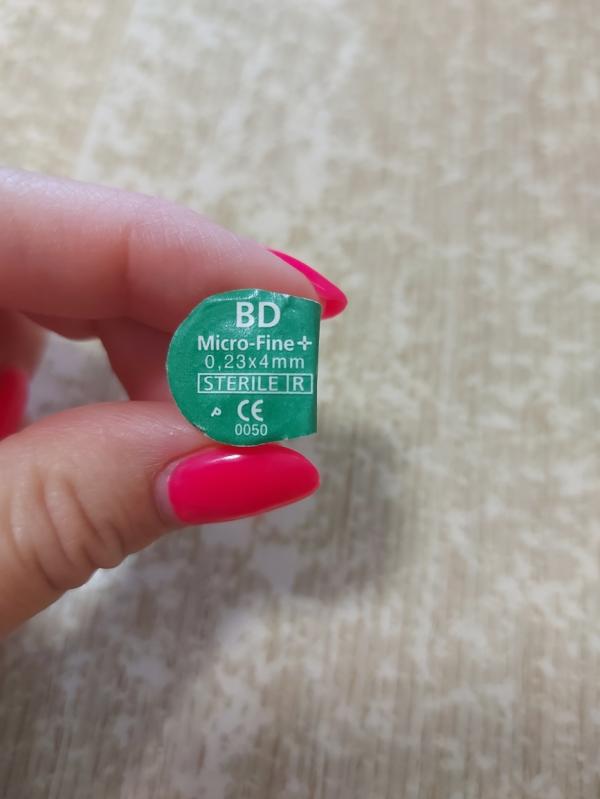 BD
Micro-Fine+
0,23x4mm
STERILE R
CE
0050